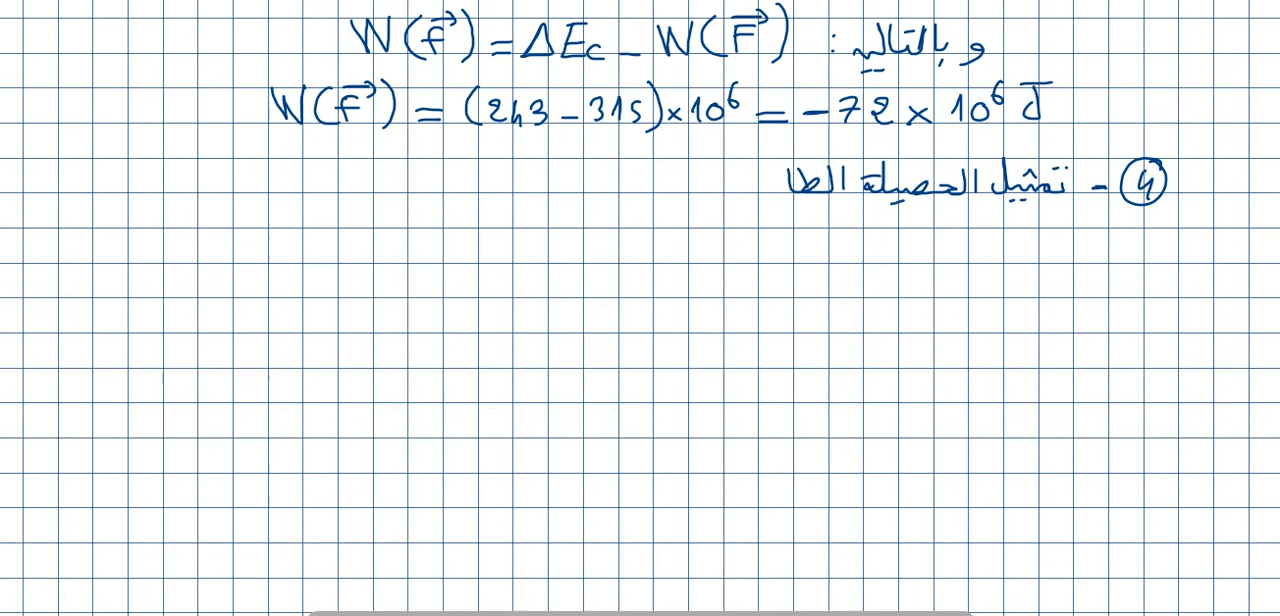 وبالتالي : W(f⃗) = ΔEc - W(F⃗)
W(f⃗) = (243 - 315) × 10⁶ = -72 × 10⁶ J
④ - تمثيل الحصيلة الطا